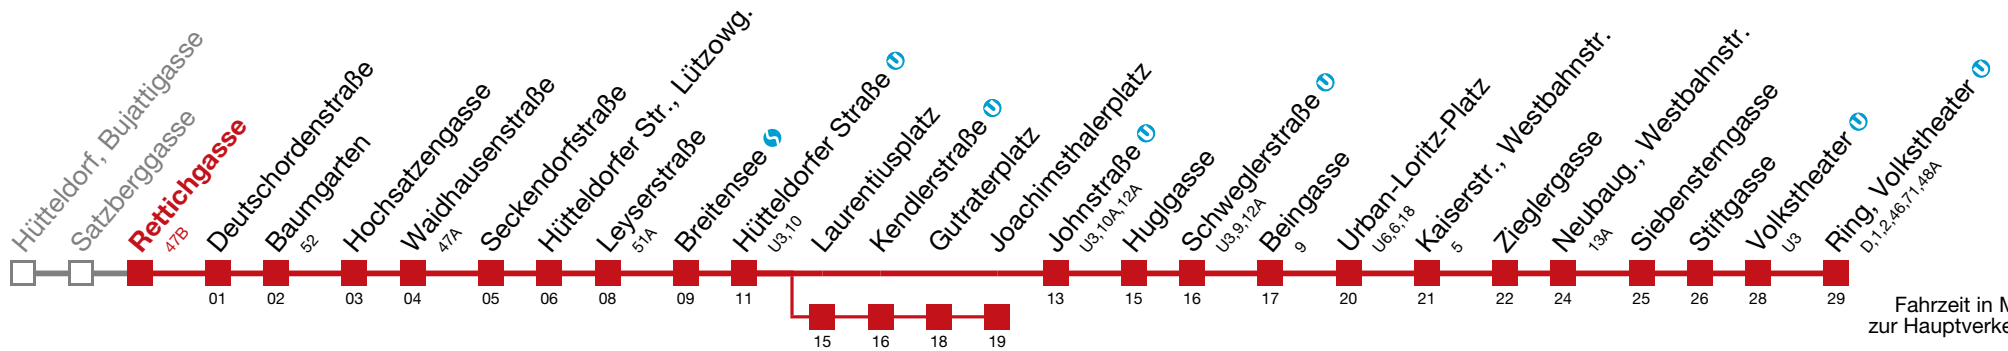 Hütteldorf, Bujattigasse
Satzberggasse
Rettichgasse
47B
Deutschordenstraße
01
Baumgarten
52
02
Hochsatzengasse
03
Waidhausenstraße
47A
04
Seckendorfstraße
05
Hütteldorfer Str., Lützowg.
06
Leyserstraße
51A
08
Breitensee
09
Hütteldorfer Straße U
U3, 10
11
Laurentiusplatz
15
Kendlerstraße U
16
Gutraterplatz
18
Joachimsthalerplatz
19
Johnstraße U
U3,10A,12A
13
Huglgasse
15
Schweglerstraße U
U3,9,12A
16
Beingasse
9
17
Urban-Loritz-Platz
U6,6,18
20
Kaiserstr., Westbahnstr.
5
21
Zieglergasse
22
Neubaug., Westbahnstr.
13A
24
Siebensterngasse
25
Stiftgasse
26
Volkstheater U
U3
28
Ring, Volkstheater U
D,1,2,46,71,48A
29
Fahrzeit in M
zur Hauptverke